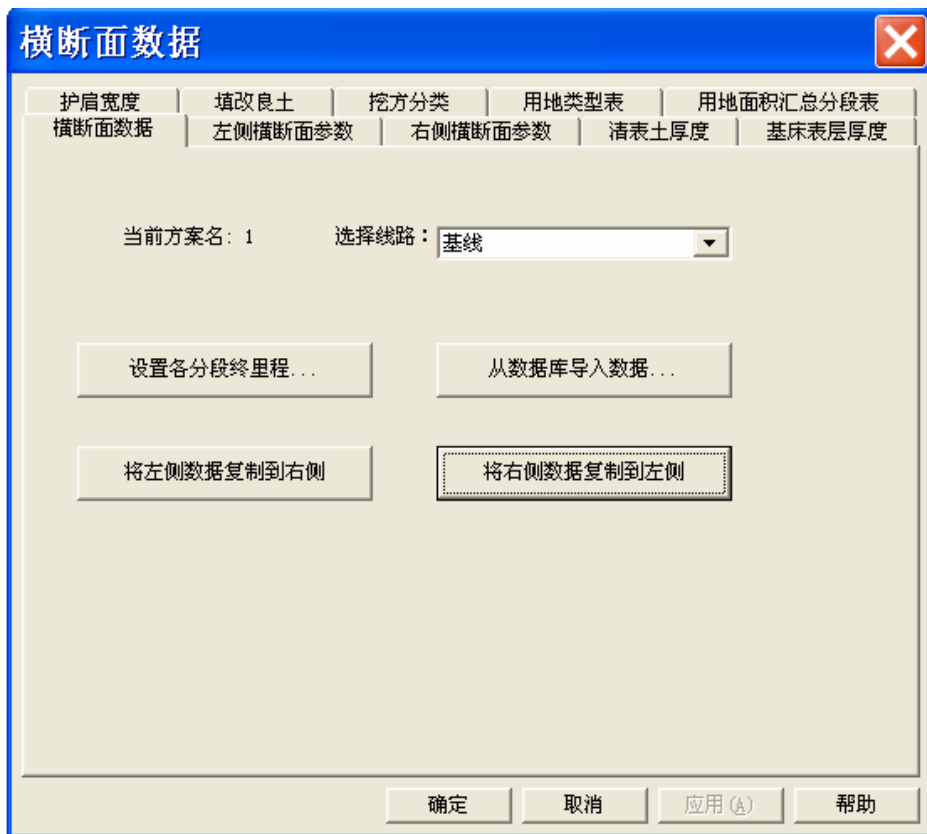 横断面数据
护肩宽度 填改良土 挖方分类 用地类型表 用地面积汇总分段表
横断面数据 左侧横断面参数 右侧横断面参数 清表土厚度 基床表层厚度
当前方案名: 1 选择线路： 基线
设置各分段终里程... 从数据库导入数据...
将左侧数据复制到右侧 将右侧数据复制到左侧
确定 取消 应用(A) 帮助